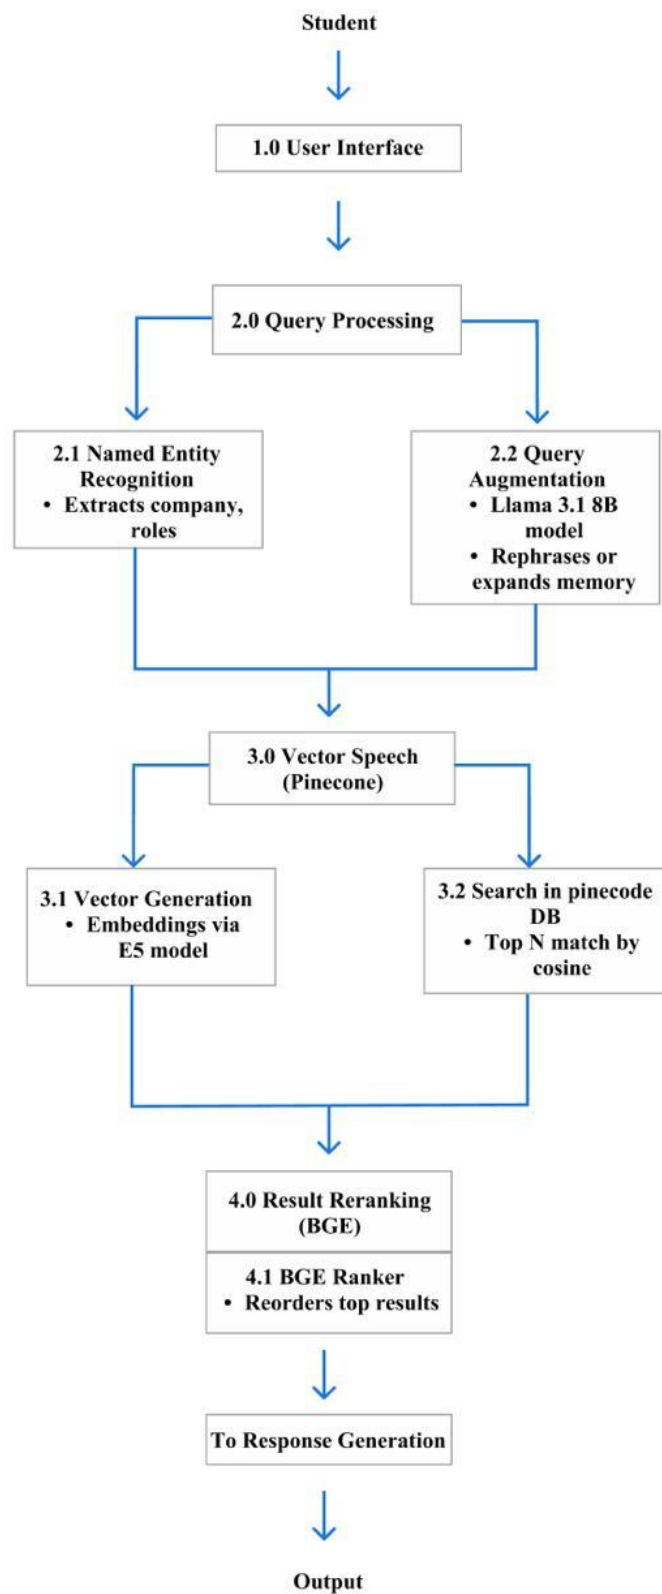 Student
1.0 User Interface
2.0 Query Processing
2.1 Named Entity
Recognition
• Extracts company,
roles
2.2 Query
Augmentation
• Llama 3.1 8B
model
• Rephrases or
expands memory
3.0 Vector Speech
(Pinecone)
3.1 Vector Generation
• Embeddings via
E5 model
3.2 Search in pinecode
DB
• Top N match by
cosine
4.0 Result Reranking
(BGE)
4.1 BGE Ranker
• Reorders top results
To Response Generation
Output